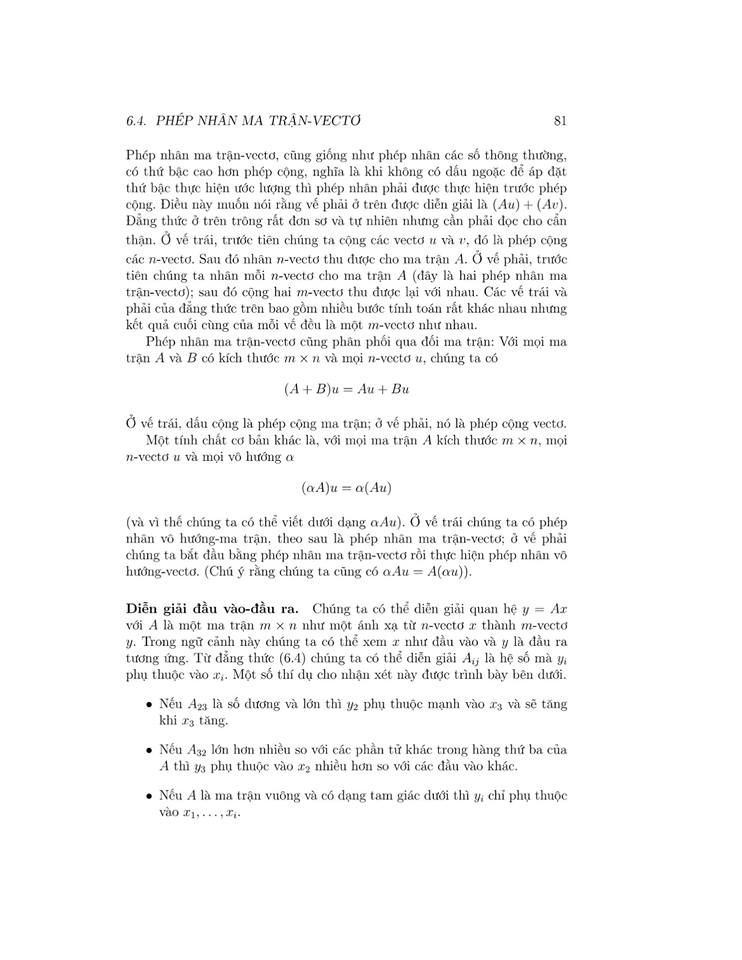 6.4. PHÉP NHÂN MA TRẬN-VECTƠ 81
Phép nhân ma trận-vectơ, cũng giống như phép nhân các số thông thường,
có thứ bậc cao hơn phép cộng, nghĩa là khi không có dấu ngoặc để áp đặt
thứ bậc thực hiện ước lượng thì phép nhân phải được thực hiện trước phép
cộng. Điều này muốn nói rằng vế phải ở trên được diễn giải là (Au) + (Av).
Đẳng thức ở trên trông rất đơn sơ và tự nhiên nhưng cần phải đọc cho cẩn
thận. Ở vế trái, trước tiên chúng ta cộng các vectơ u và v, đó là phép cộng
các n-vectơ. Sau đó nhân n-vectơ thu được cho ma trận A. Ở vế phải, trước
tiên chúng ta nhân mỗi n-vectơ cho ma trận A (đây là hai phép nhân ma
trận-vectơ); sau đó cộng hai m-vectơ thu được lại với nhau. Các vế trái và
phải của đẳng thức trên bao gồm nhiều bước tính toán rất khác nhau nhưng
kết quả cuối cùng của mỗi vế đều là một m-vectơ như nhau.
Phép nhân ma trận-vectơ cũng phân phối qua đối ma trận: Với mọi ma
trận A và B có kích thước m × n và mọi n-vectơ u, chúng ta có
(A + B)u = Au + Bu
Ở vế trái, dấu cộng là phép cộng ma trận; ở vế phải, nó là phép cộng vectơ.
Một tính chất cơ bản khác là, với mọi ma trận A kích thước m × n, mọi
n-vectơ u và mọi vô hướng α
(αA)u = α(Au)
(và vì thế chúng ta có thể viết dưới dạng αAu). Ở vế trái chúng ta có phép
nhân vô hướng-ma trận, theo sau là phép nhân ma trận-vectơ; ở vế phải
chúng ta bắt đầu bằng phép nhân ma trận-vectơ rồi thực hiện phép nhân vô
hướng-vectơ. (Chú ý rằng chúng ta cũng có αAu = A(αu)).
Diễn giải đầu vào-đầu ra. Chúng ta có thể diễn giải quan hệ y = Ax
với A là một ma trận m × n như một ánh xạ từ n-vectơ x thành m-vectơ
y. Trong ngữ cảnh này chúng ta có thể xem x như đầu vào và y là đầu ra
tương ứng. Từ đẳng thức (6.4) chúng ta có thể diễn giải A_{ij} là hệ số mà y_i
phụ thuộc vào x_i. Một số thí dụ cho nhận xét này được trình bày bên dưới.
• Nếu A_{23} là số dương và lớn thì y_2 phụ thuộc mạnh vào x_3 và sẽ tăng
khi x_3 tăng.
• Nếu A_{32} lớn hơn nhiều so với các phần tử khác trong hàng thứ ba của
A thì y_3 phụ thuộc vào x_2 nhiều hơn so với các đầu vào khác.
• Nếu A là ma trận vuông và có dạng tam giác dưới thì y_i chỉ phụ thuộc
vào x_1, . . . , x_i.